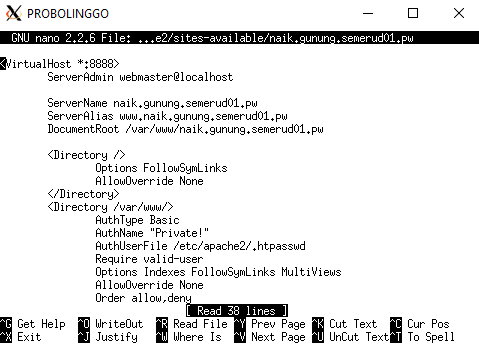 PROBOLINGGO
GNU nano 2.2.6 File: ...e2/sites-available/naik.gunung.semerud01.pw
<VirtualHost *:8888>
ServerAdmin webmaster@localhost
ServerName naik.gunung.semerud01.pw
ServerAlias www.naik.gunung.semerud01.pw
DocumentRoot /var/www/naik.gunung.semerud01.pw
<Directory />
Options FollowSymLinks
AllowOverride None
</Directory>
<Directory /var/www/>
AuthType Basic
AuthName "Private!"
AuthUserFile /etc/apache2/.htpasswd
Require valid-user
Options Indexes FollowSymLinks MultiViews
AllowOverride None
Order allow,deny
[ Read 38 lines ]
^G Get Help ^O WriteOut ^R Read File ^Y Prev Page ^K Cut Text ^C Cur Pos
^X Exit ^J Justify ^W Where Is ^V Next Page ^U UnCut Text ^T To Spell